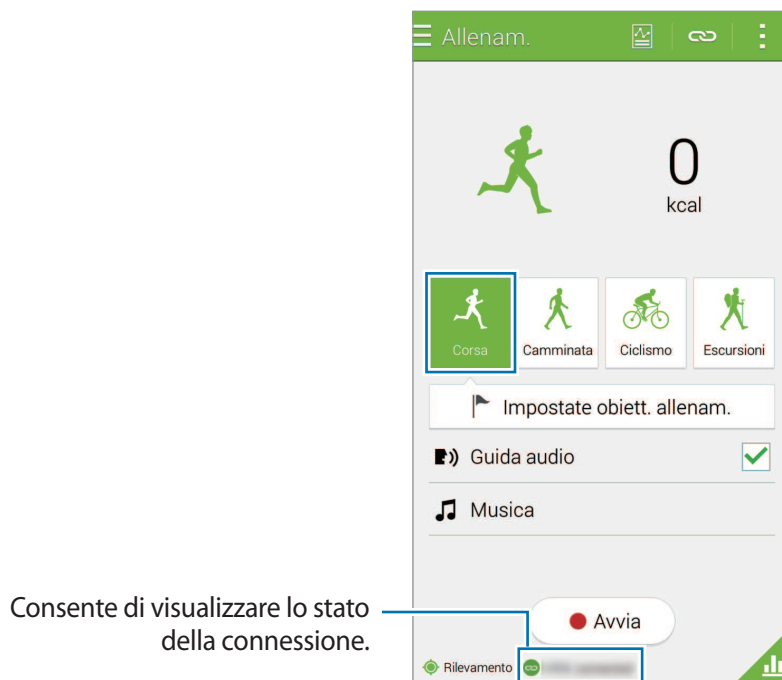 Allenam.
0
kcal
Corsa
Camminata
Ciclismo
Escursioni
Impostate obiett. allenam.
Guida audio
Musica
Consente di visualizzare lo stato
della connessione.
Avvia
Rilevamento